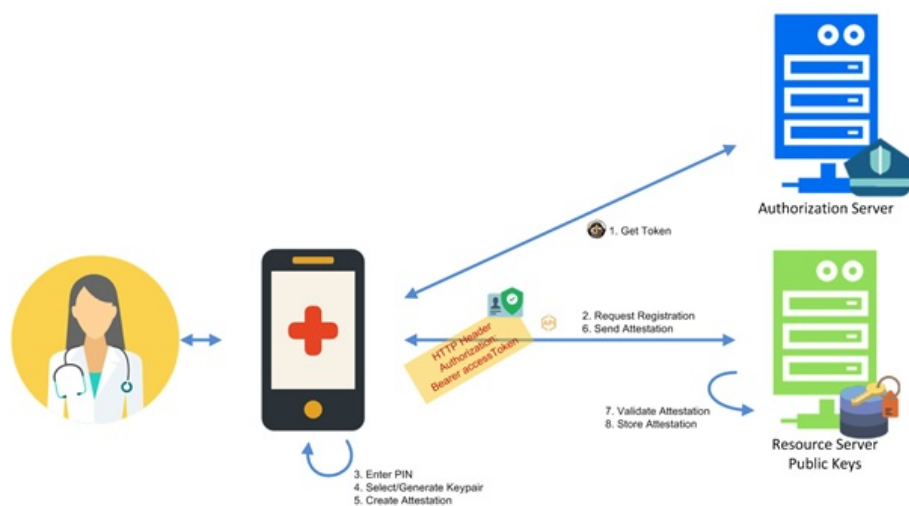 Authorization Server
1. Get Token
2. Request Registration
6. Send Attestation
HTTP Header
Authorization:
Bearer accessToken
API
7. Validate Attestation
8. Store Attestation
Resource Server
Public Keys
3. Enter PIN
4. Select/Generate Keypair
5. Create Attestation